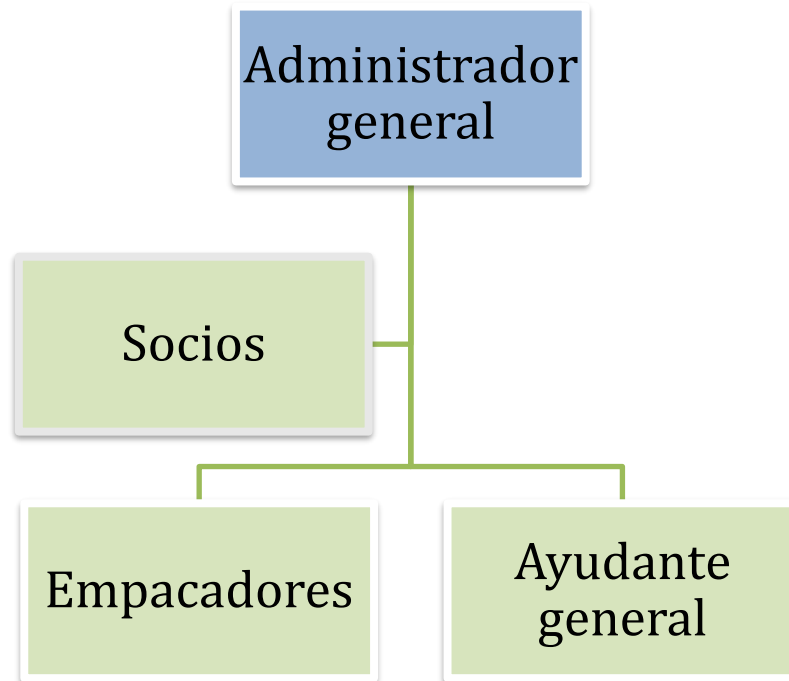 Administrador
general
Socios
Empacadores
Ayudante
general